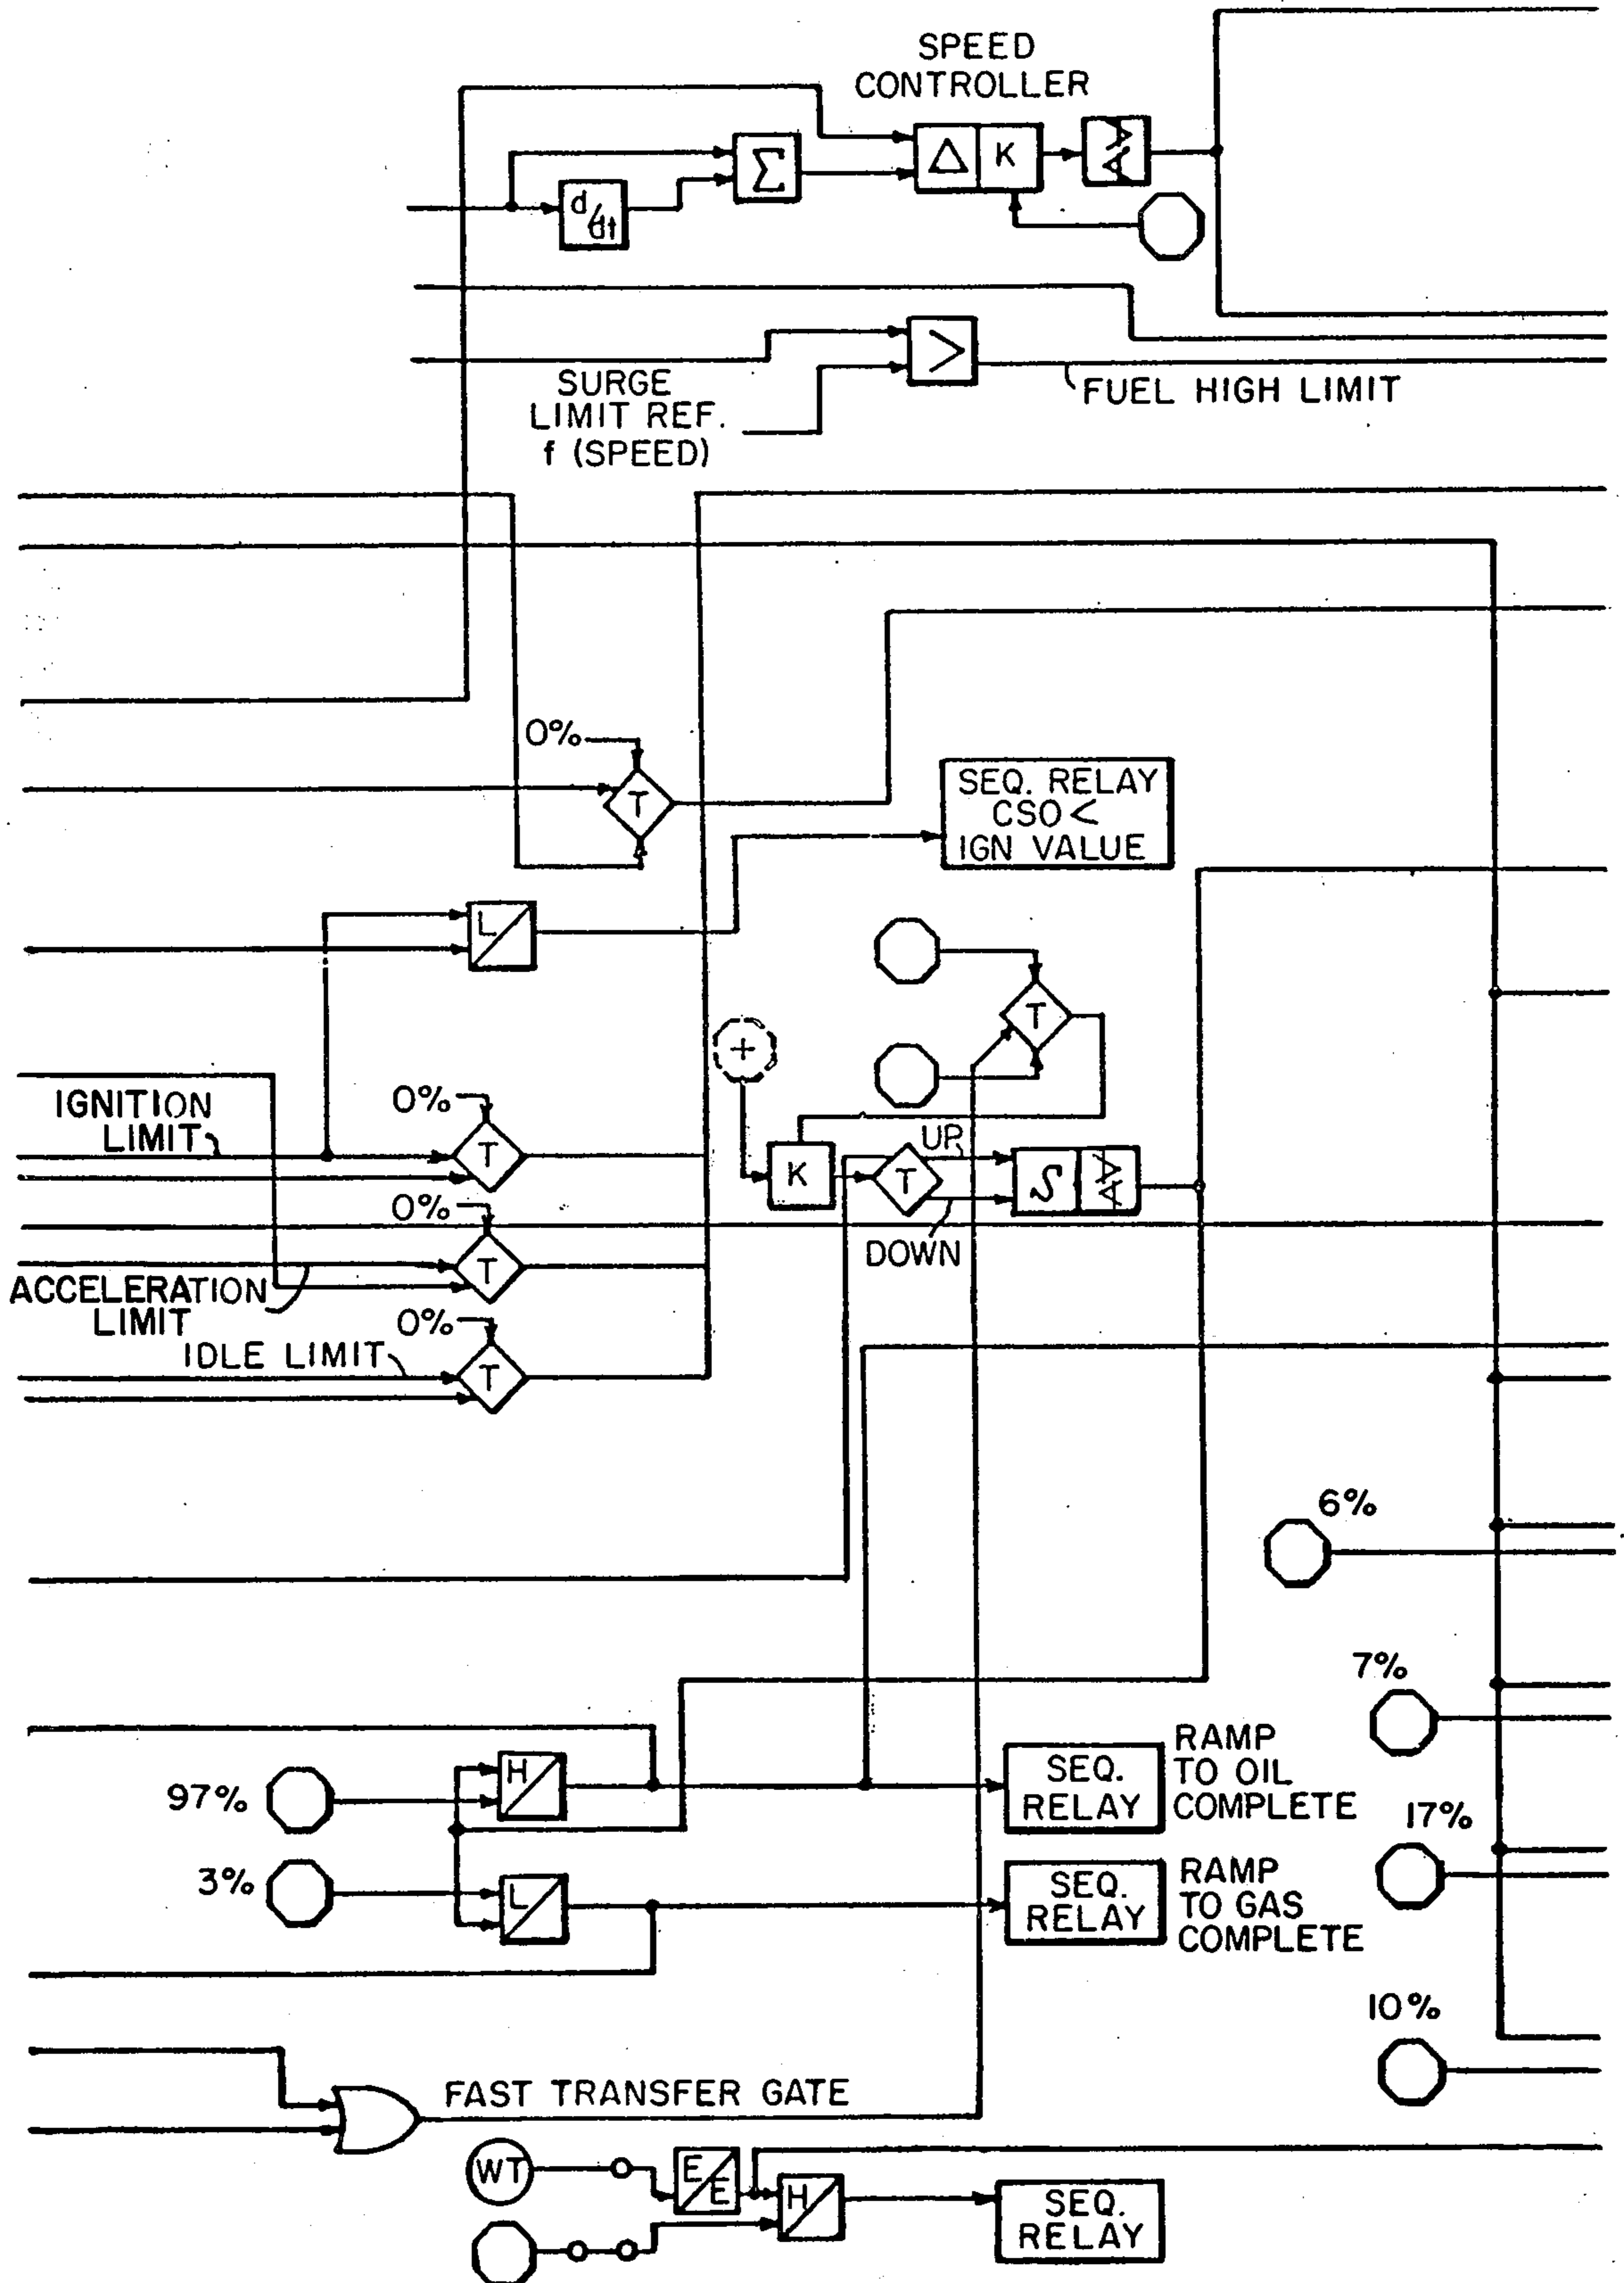 SPEED
CONTROLLER
Δ K
Σ
d/dt
>
SURGE
LIMIT REF.
f (SPEED)
FUEL HIGH LIMIT
0%
T
SEQ. RELAY
CSO <
IGN VALUE
L
T
+
IGNITION
LIMIT
0%
T
UP
K
T
∫
DOWN
0%
T
ACCELERATION
LIMIT
0%
IDLE LIMIT
T
6%
7%
RAMP
TO OIL
COMPLETE
H
SEQ.
RELAY
97%
17%
3%
L
SEQ.
RELAY
RAMP
TO GAS
COMPLETE
10%
FAST TRANSFER GATE
WT
E/E
H
SEQ.
RELAY